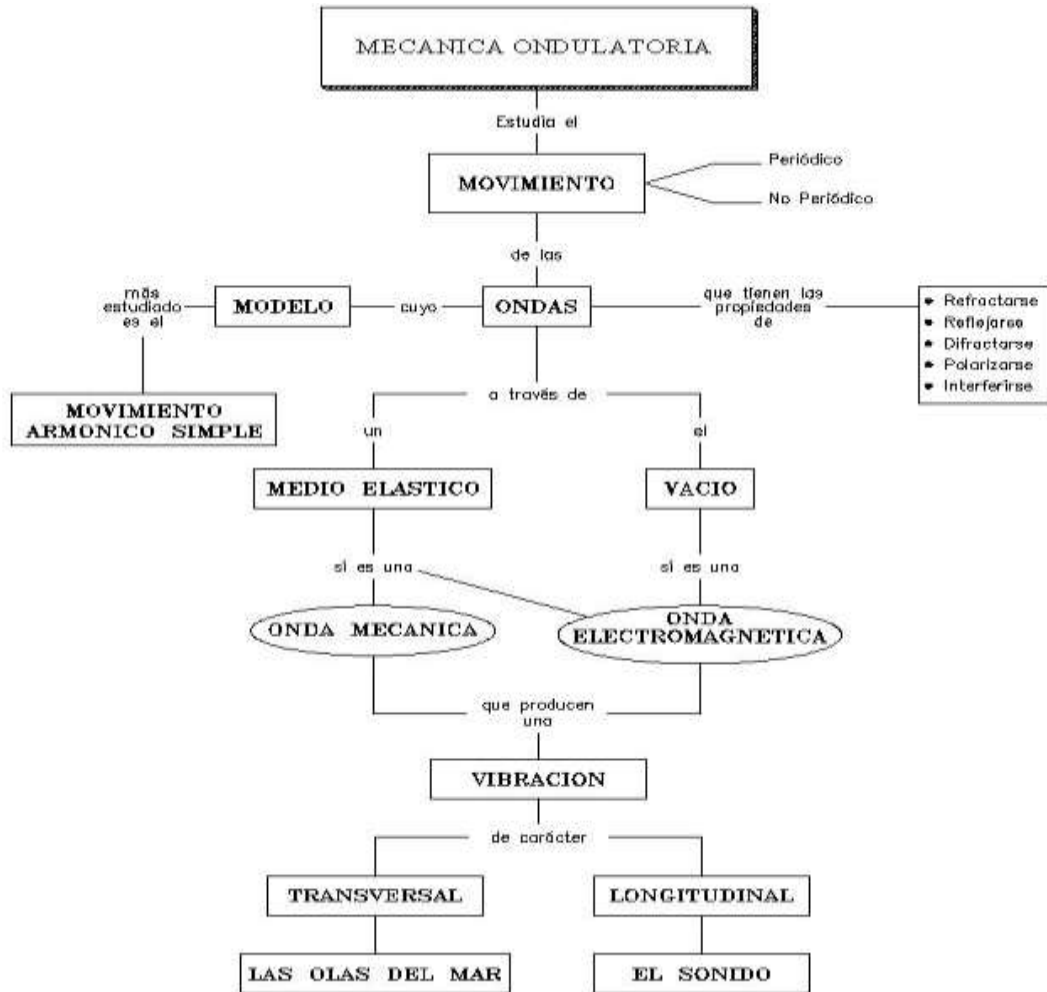 MECANICA ONDULATORIA
Estudia el
MOVIMIENTO
Periódico
No Periódico
de las
más
estudiado
es el
MODELO
cuyo
ONDAS
que tienen las
propiedades
de
• Refractarse
• Reflejarse
• Difractarse
• Polarizarse
• Interferirse
MOVIMIENTO
ARMONICO SIMPLE
a través de
un
el
MEDIO ELASTICO
VACIO
sí es una
sí es una
ONDA MECANICA
ONDA
ELECTROMAGNETICA
que producen
una
VIBRACION
de carácter
TRANSVERSAL
LONGITUDINAL
LAS OLAS DEL MAR
EL SONIDO